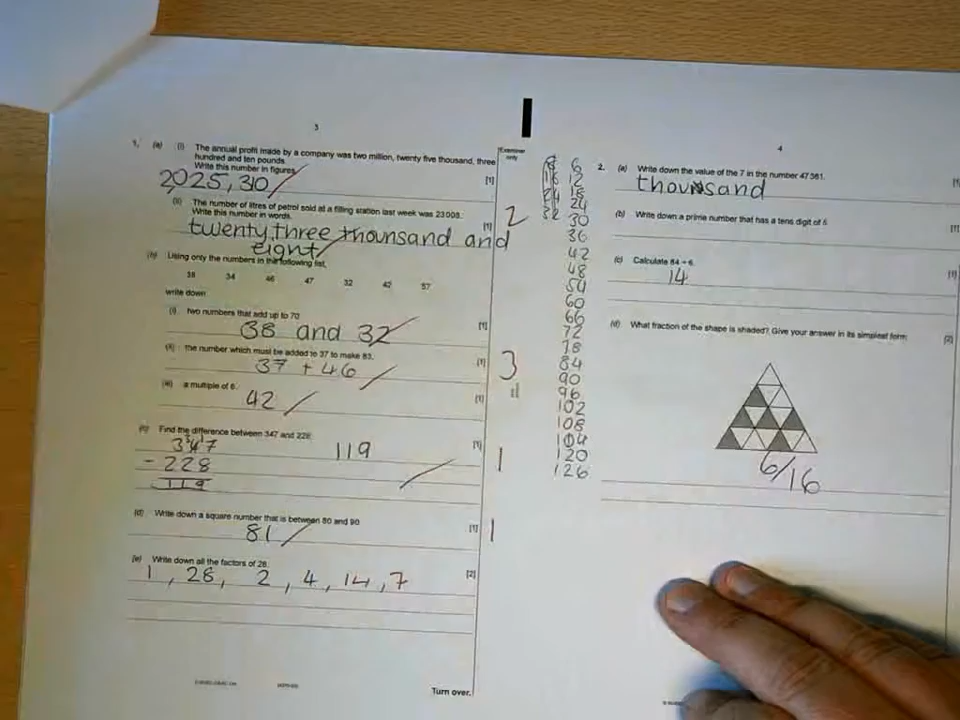 3
1. (a) (i) The annual profit made by a company was two million, twenty five thousand, three
hundred and ten pounds.
Write this number in figures.
2,025,310
[1]
(ii) The number of litres of petrol sold at a filling station last week was 23 008.
Write this number in words.
[1]
twenty three thounsand and
eight
(b) Using only the numbers in the following list,
38 34 46 47 32 42 57
write down
(i) two numbers that add up to 70
38 and 32
[1]
(ii) the number which must be added to 37 to make 83,
37 + 46
[1]
(iii) a multiple of 6.
42
[1]
(c) Find the difference between 347 and 228.
347
119
[1]
- 228
119
(d) Write down a square number that is between 80 and 90
81
[1]
(e) Write down all the factors of 28.
1, 28, 2, 4, 14, 7
[2]
Turn over.
Examiner
only
2
3
1
1
6
12
18
24
30
36
42
48
54
60
66
72
78
84
90
96
102
108
104
120
126
4
2. (a) Write down the value of the 7 in the number 47 561.
thounsand
[1]
(b) Write down a prime number that has a tens digit of 5
[1]
(c) Calculate 84 ÷ 6.
14
[1]
(d) What fraction of the shape is shaded? Give your answer in its simplest form.
[2]
6/16